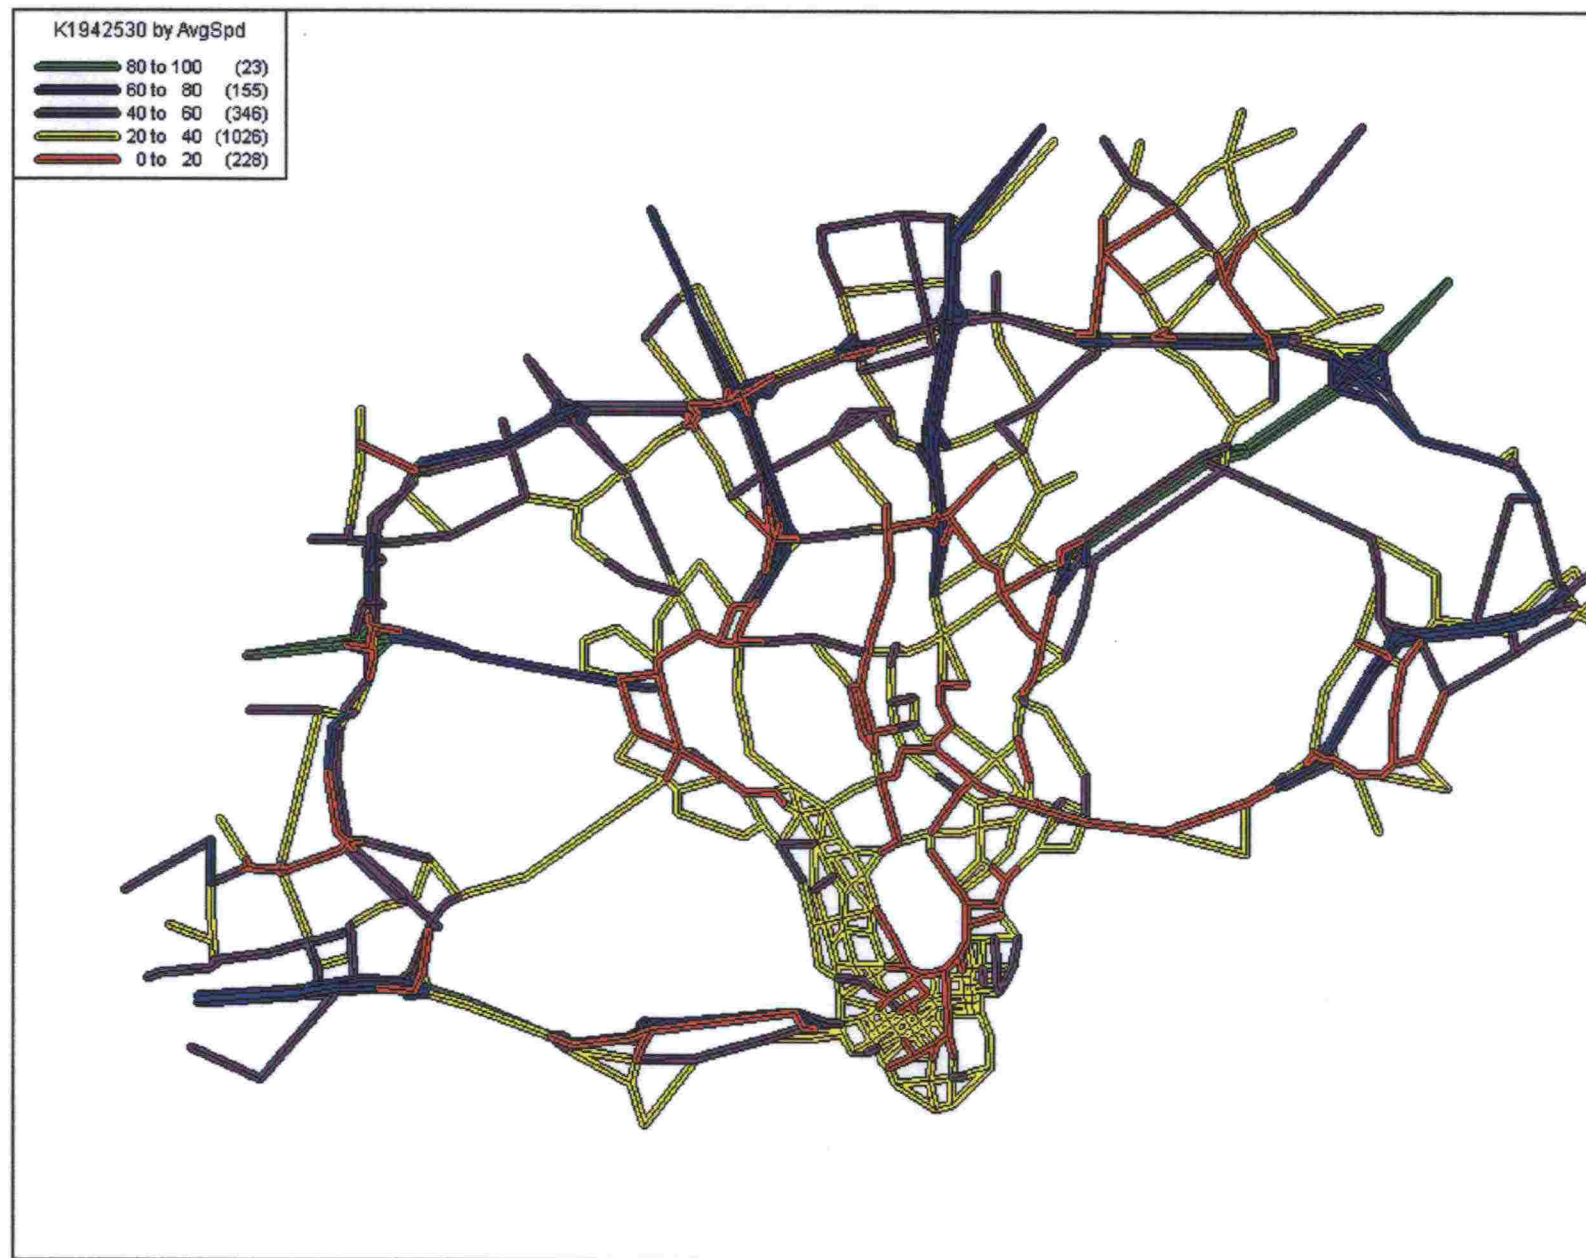 K1942530 by AvgSpd
80 to 100 (23)
60 to 80 (155)
40 to 60 (346)
20 to 40 (1026)
0 to 20 (228)